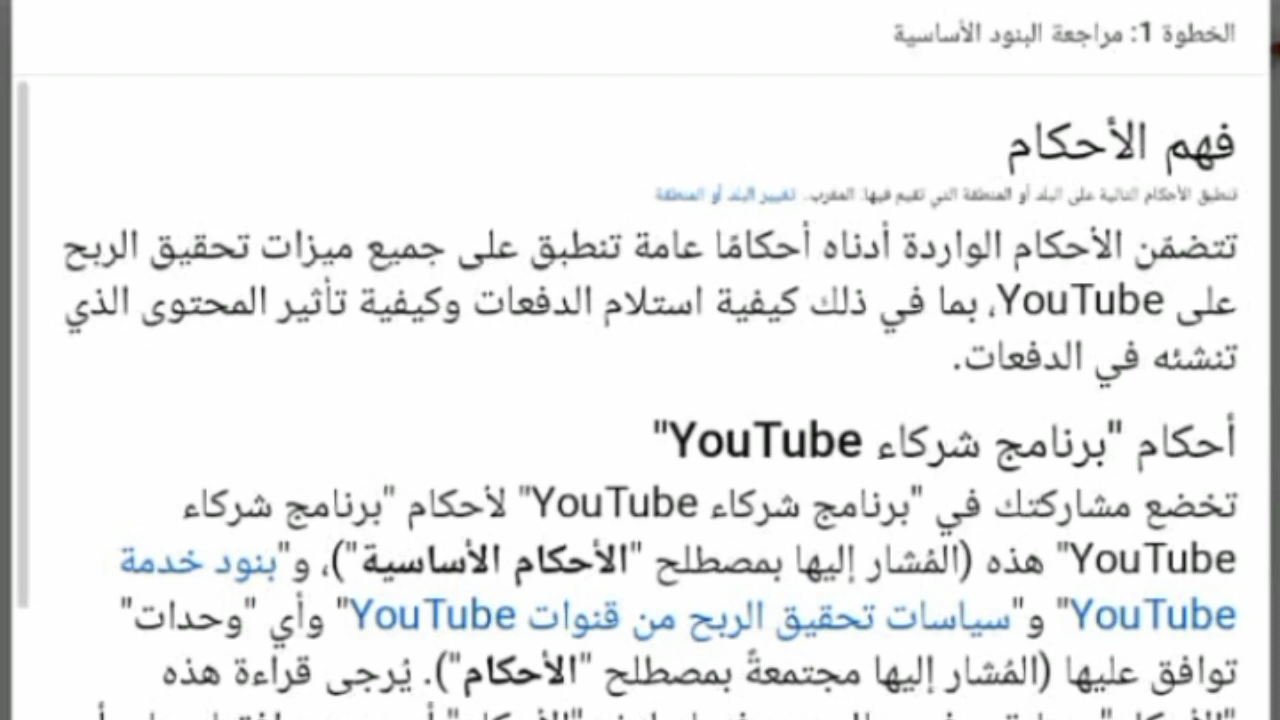 الخطوة 1: مراجعة البنود الأساسية
فهم الأحكام
تنطبق الأحكام التالية على البلد أو المنطقة التي تقيم فيها: المغرب. تغيير البلد أو المنطقة
تتضمّن الأحكام الواردة أدناه أحكامًا عامة تنطبق على جميع ميزات تحقيق الربح
على YouTube، بما في ذلك كيفية استلام الدفعات وكيفية تأثير المحتوى الذي
تنشئه في الدفعات.
أحكام "برنامج شركاء YouTube"
تخضع مشاركتك في "برنامج شركاء YouTube" لأحكام "برنامج شركاء
YouTube" هذه (المُشار إليها بمصطلح "الأحكام الأساسية")، و"بنود خدمة
YouTube" و"سياسات تحقيق الربح من قنوات YouTube" وأي "وحدات"
توافق عليها (المُشار إليها مجتمعةً بمصطلح "الأحكام"). يُرجى قراءة هذه